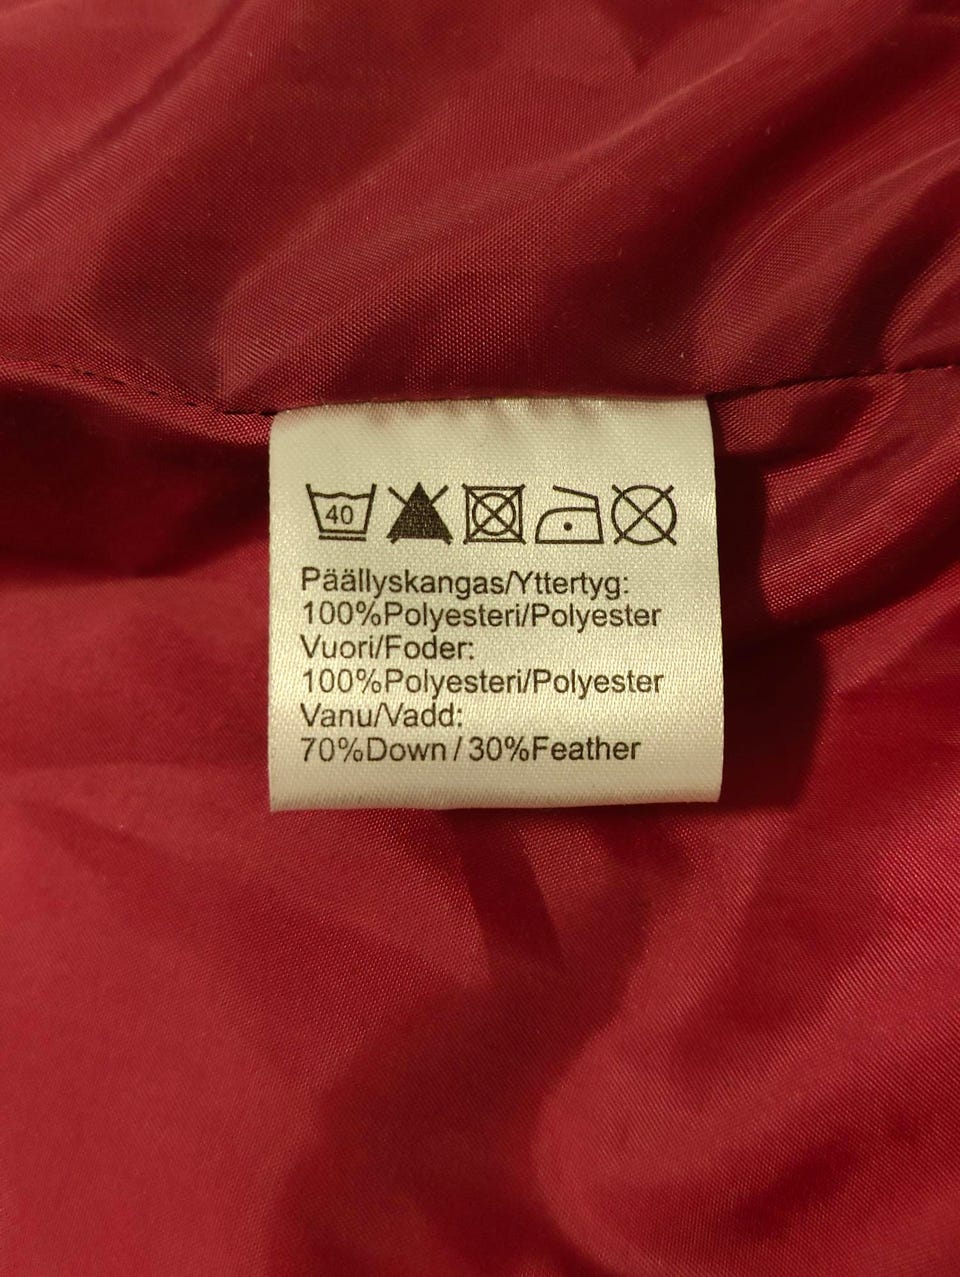 40
Päällyskangas/Yttertyg:
100%Polyesteri/Polyester
Vuori/Foder:
100%Polyesteri/Polyester
Vanu/Vadd:
70%Down / 30%Feather